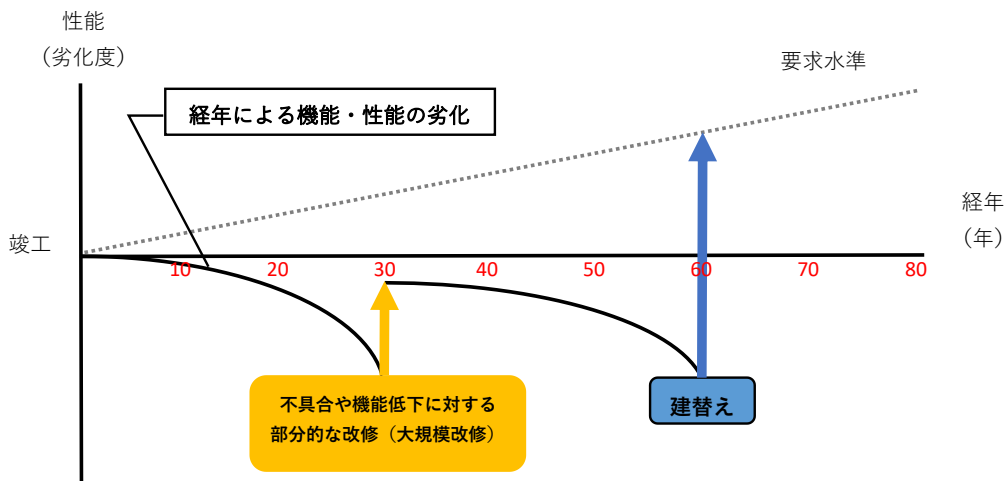 性能
（劣化度）
要求水準
経年による機能・性能の劣化
経年
（年）
竣工
10 20 30 40 50 60 70 80
不具合や機能低下に対する
部分的な改修（大規模改修）
建替え